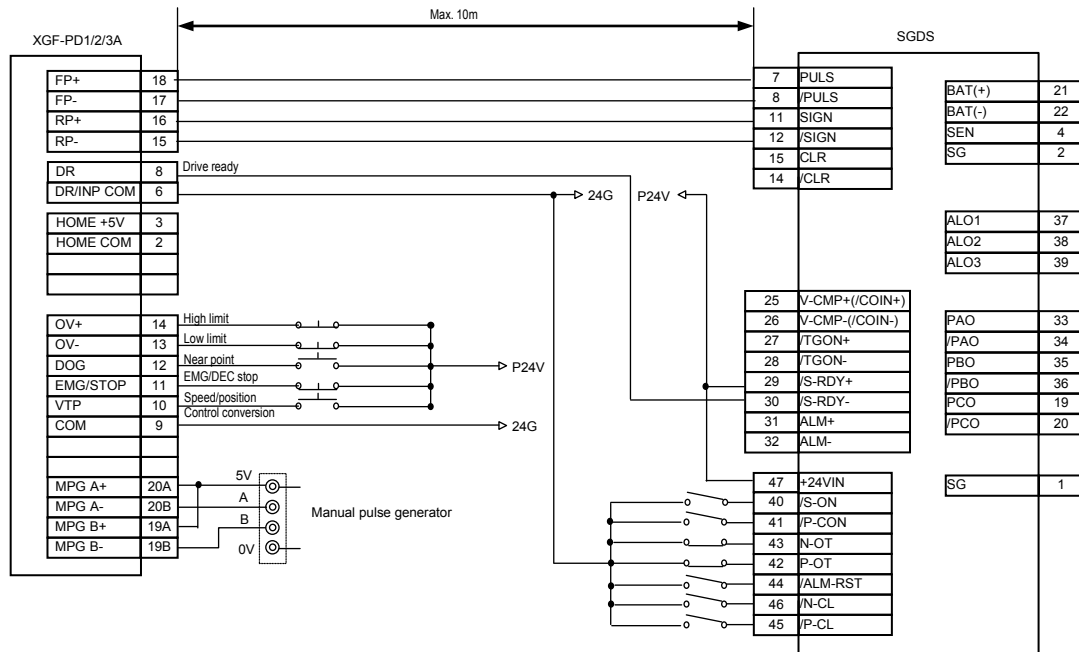 Max. 10m
XGF-PD1/2/3A
SGDS
FP+ 18
FP- 17
RP+ 16
RP- 15
DR 8 Drive ready
DR/INP COM 6
24G
P24V
HOME +5V 3
HOME COM 2
OV+ 14 High limit
OV- 13 Low limit
DOG 12 Near point
EMG/STOP 11 EMG/DEC stop
VTP 10 Speed/position
Control conversion
COM 9
P24V
24G
MPG A+ 20A
MPG A- 20B
MPG B+ 19A
MPG B- 19B
5V
A
B
0V
Manual pulse generator
7 PULS
8 /PULS
11 SIGN
12 /SIGN
15 CLR
14 /CLR
25 V-CMP+(/COIN+)
26 V-CMP-(/COIN-)
27 /TGON+
28 /TGON-
29 /S-RDY+
30 /S-RDY-
31 ALM+
32 ALM-
47 +24VIN
40 /S-ON
41 /P-CON
43 N-OT
42 P-OT
44 /ALM-RST
46 /N-CL
45 /P-CL
BAT(+) 21
BAT(-) 22
SEN 4
SG 2
ALO1 37
ALO2 38
ALO3 39
PAO 33
/PAO 34
PBO 35
/PBO 36
PCO 19
/PCO 20
SG 1